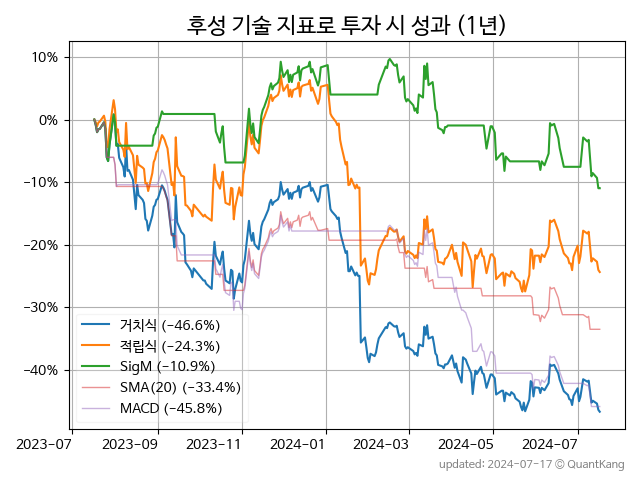 후성 기술 지표로 투자 시 성과 (1년)
10%
0%
−10%
−20%
−30%
−40%
거치식 (−46.6%)
적립식 (−24.3%)
SigM (−10.9%)
SMA(20) (−33.4%)
MACD (−45.8%)
2023-07 2023-09 2023-11 2024-01 2024-03 2024-05 2024-07
updated: 2024-07-17 © QuantKang